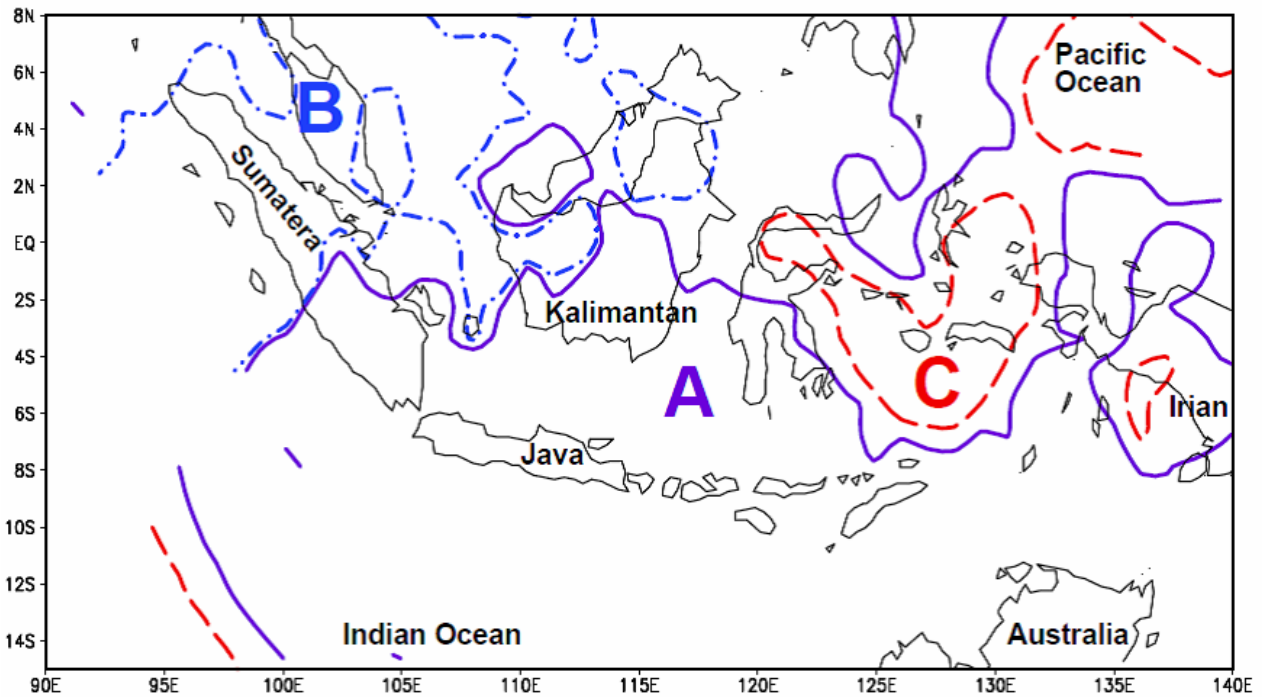 8N
Pacific
Ocean
6N
B
4N
Sumatera
2N
EQ
2S
Kalimantan
4S
A
C
Irian
6S
Java
8S
10S
12S
Indian Ocean
Australia
14S
90E 95E 100E 105E 110E 115E 120E 125E 130E 135E 140E